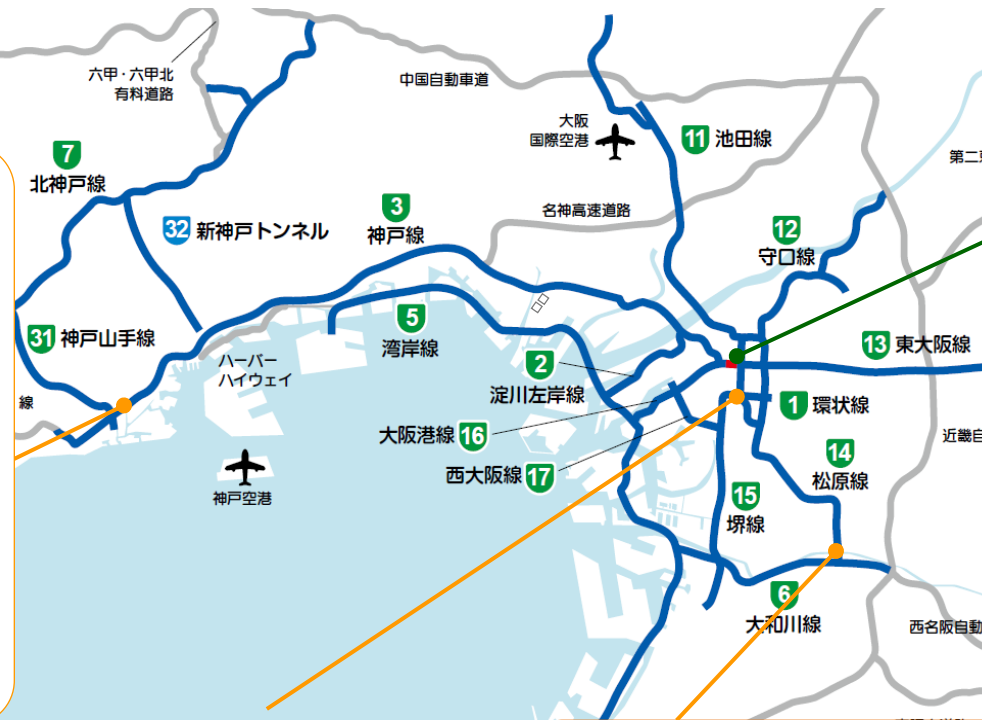 六甲・六甲北
有料道路
中国自動車道
大阪
国際空港
11 池田線
7
北神戸線
第二
32 新神戸トンネル
3
神戸線
名神高速道路
12
守口線
31 神戸山手線
5
湾岸線
13 東大阪線
ハーバー
ハイウェイ
2
淀川左岸線
線
1 環状線
大阪港線 16
近畿自
14
松原線
西大阪線 17
神戸空港
15
堺線
6
大和川線
西名阪自動